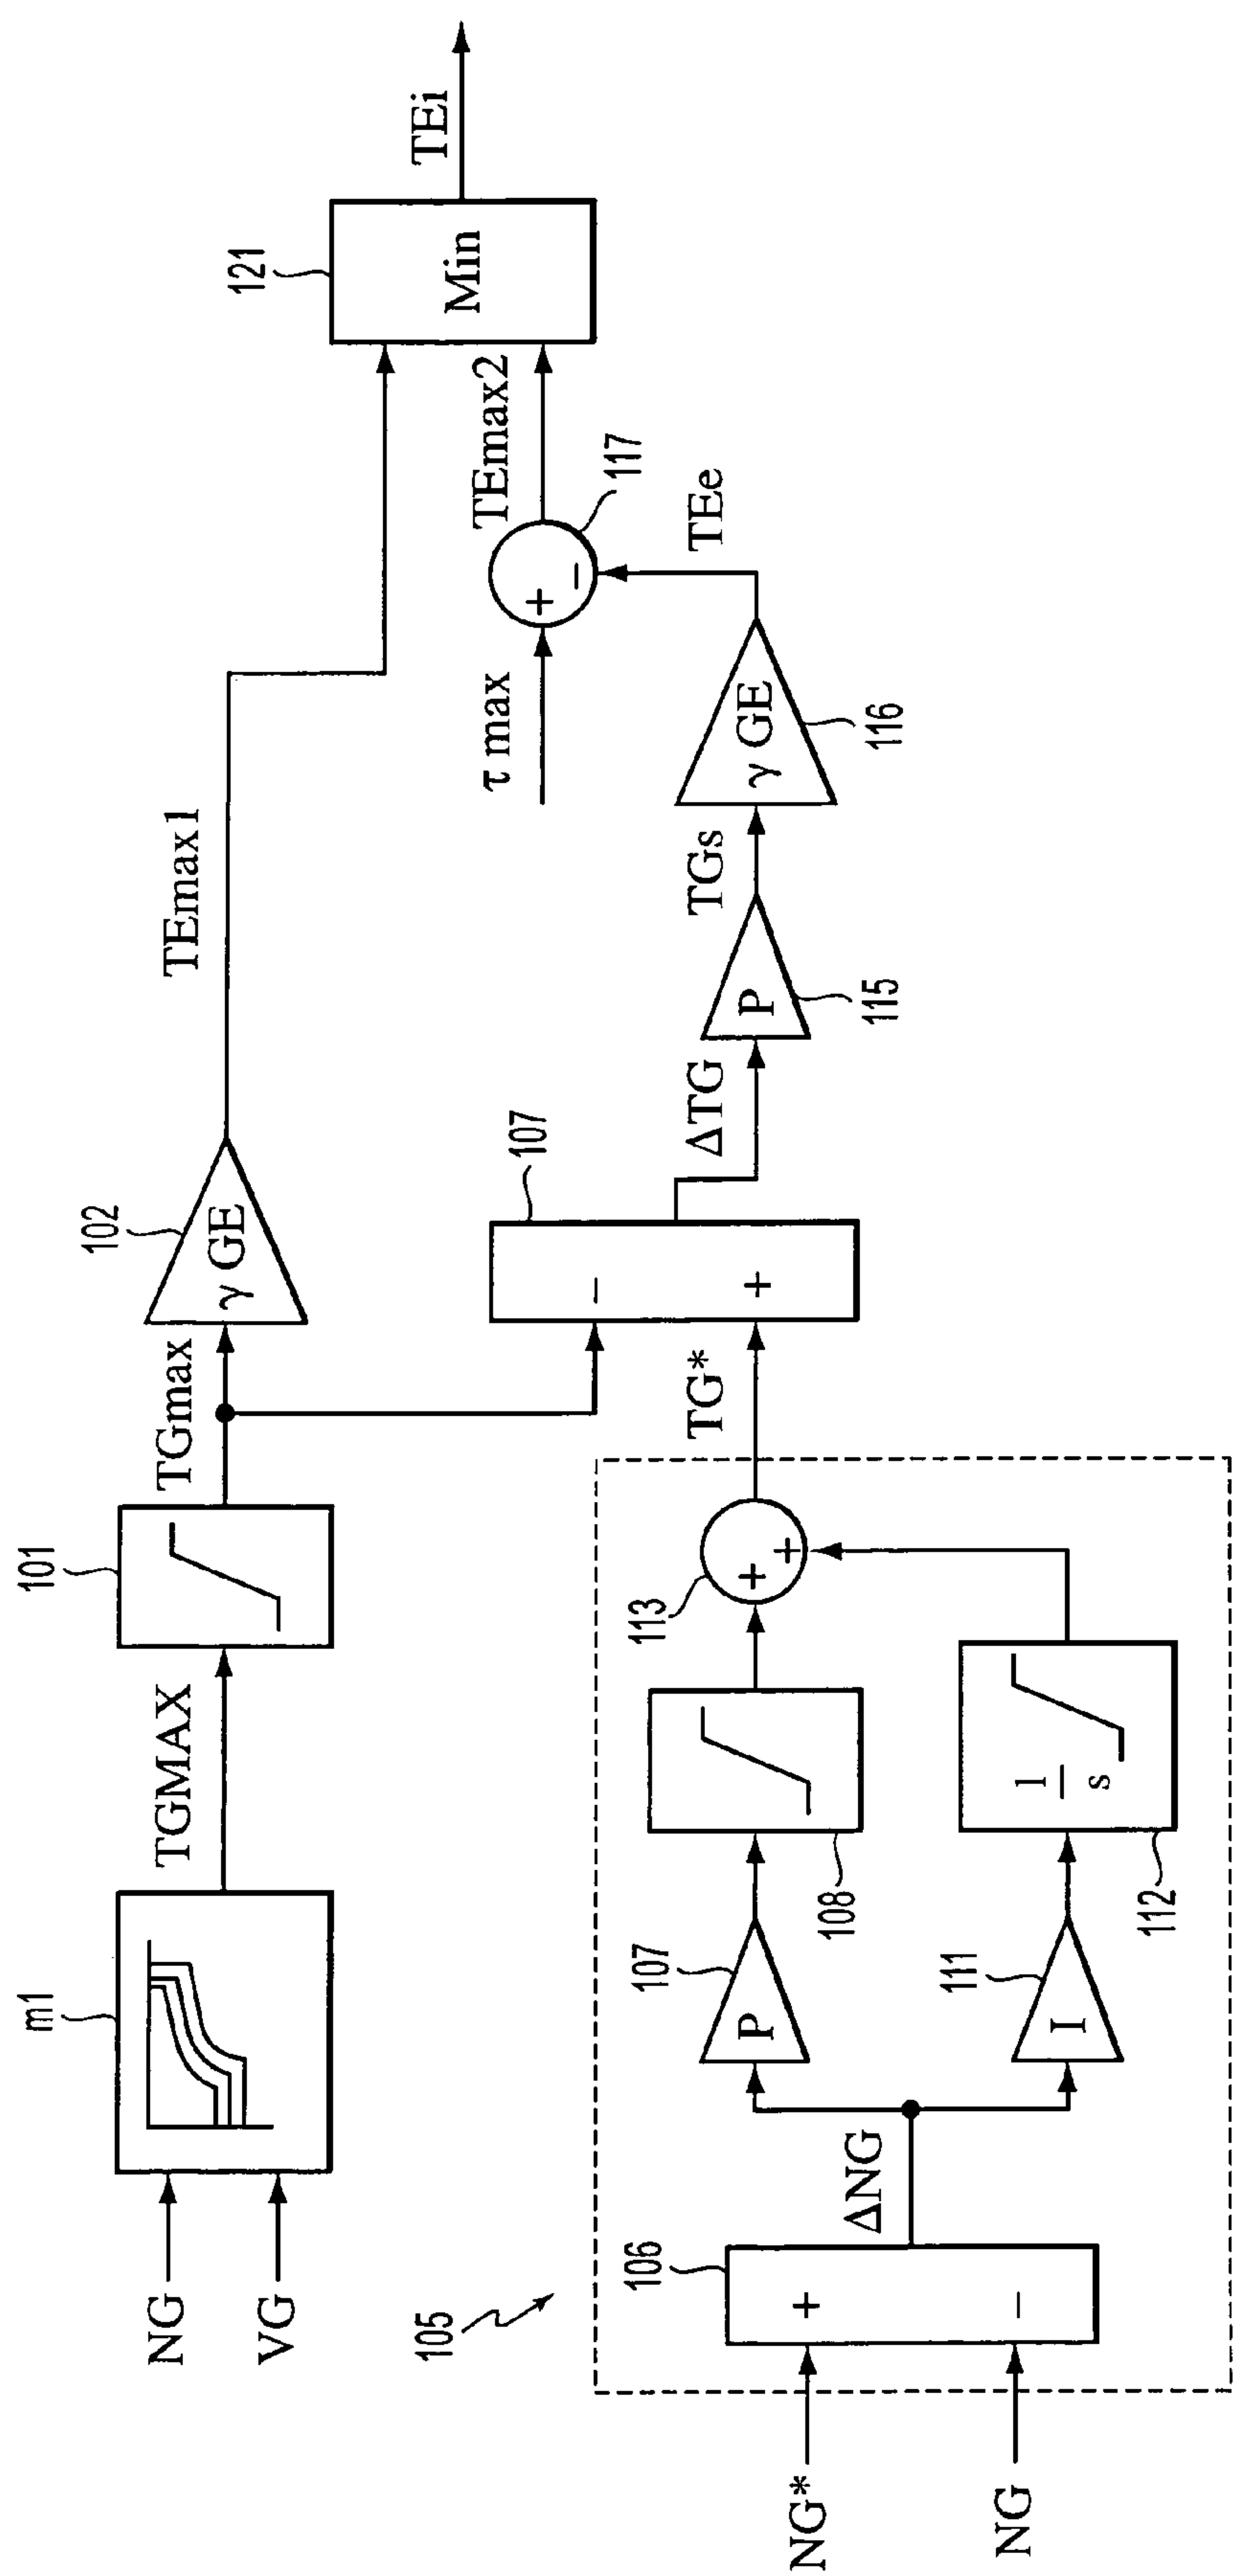 NG
VG
m1
TGMAX
101
TGmax
102
γ GE
TEmax1
121
Min
TEi
TEmax2
117
+
−
τ max
TEe
γ GE
116
TGs
P
115
ΔTG
107
−
+
TG*
105
NG*
NG
106
+
−
ΔNG
107
P
108
113
+
+
111
I
1
s
112